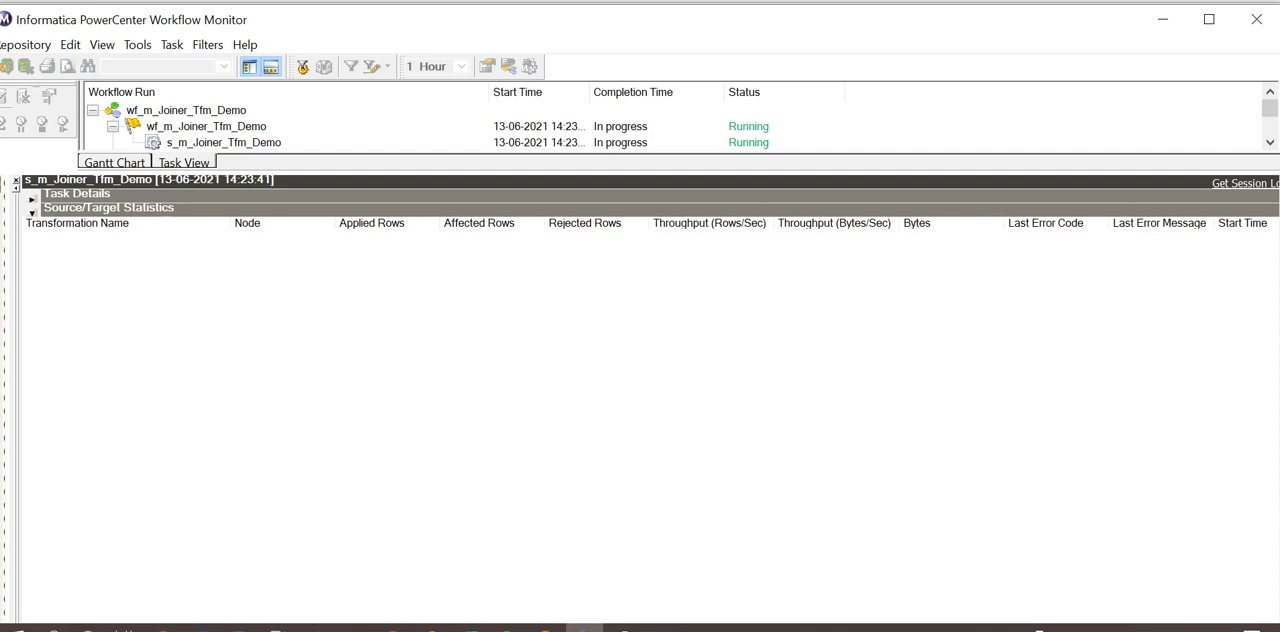 Informatica PowerCenter Workflow Monitor
epository Edit View Tools Task Filters Help
1 Hour
Workflow Run Start Time Completion Time Status
wf_m_Joiner_Tfm_Demo
wf_m_Joiner_Tfm_Demo 13-06-2021 14:23... In progress Running
s_m_Joiner_Tfm_Demo 13-06-2021 14:23... In progress Running
Gantt Chart Task View
s_m_Joiner_Tfm_Demo [13-06-2021 14:23:41] Get Session Lo
Task Details
Source/Target Statistics
Transformation Name Node Applied Rows Affected Rows Rejected Rows Throughput (Rows/Sec) Throughput (Bytes/Sec) Bytes Last Error Code Last Error Message Start Time